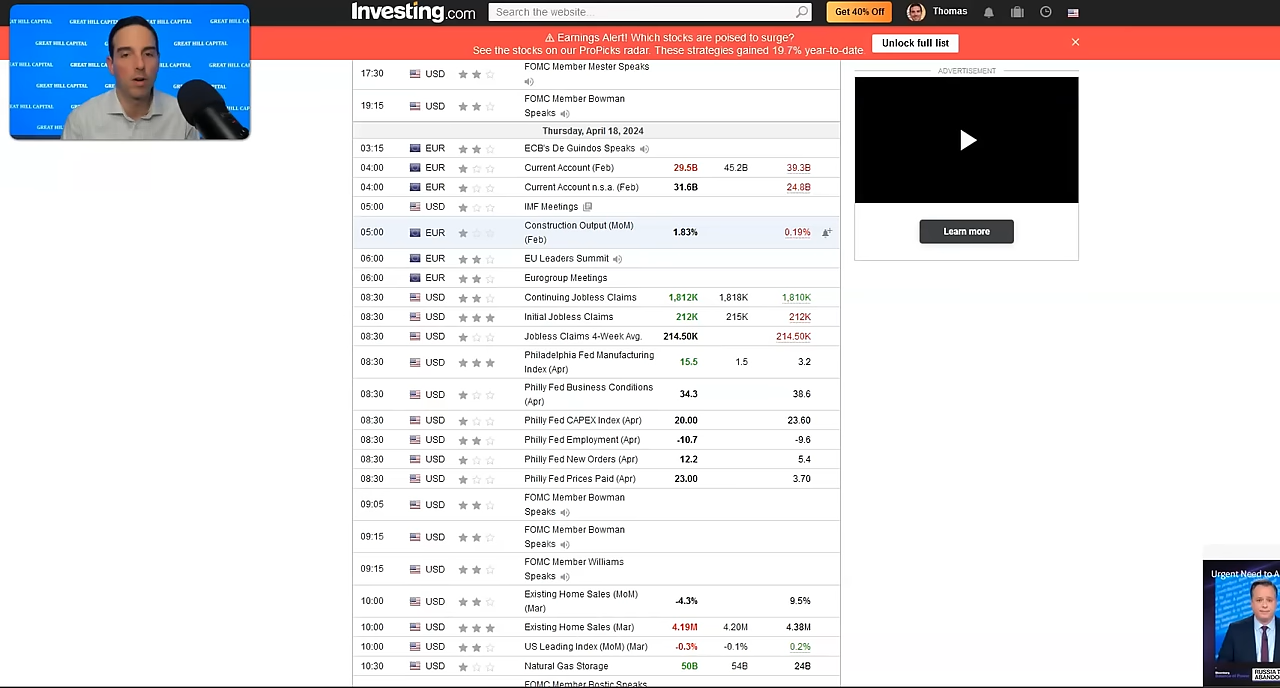 Investing.com
Search the website...
Get 40% Off
Thomas
⚠ Earnings Alert! Which stocks are poised to surge?
See the stocks on our ProPicks radar. These strategies gained 19.7% year-to-date.
Unlock full list
GREAT HILL CAPITAL
17:30 USD FOMC Member Mester Speaks
19:15 USD FOMC Member Bowman
Speaks
Thursday, April 18, 2024
03:15 EUR ECB's De Guindos Speaks
04:00 EUR Current Account (Feb) 29.5B 45.2B 39.3B
04:00 EUR Current Account n.s.a. (Feb) 31.6B 24.8B
05:00 USD IMF Meetings
05:00 EUR Construction Output (MoM)
(Feb) 1.83% 0.19%
06:00 EUR EU Leaders Summit
06:00 EUR Eurogroup Meetings
08:30 USD Continuing Jobless Claims 1,812K 1,818K 1,810K
08:30 USD Initial Jobless Claims 212K 215K 212K
08:30 USD Jobless Claims 4-Week Avg. 214.50K 214.50K
08:30 USD Philadelphia Fed Manufacturing
Index (Apr) 15.5 1.5 3.2
08:30 USD Philly Fed Business Conditions
(Apr) 34.3 38.6
08:30 USD Philly Fed CAPEX Index (Apr) 20.00 23.60
08:30 USD Philly Fed Employment (Apr) -10.7 -9.6
08:30 USD Philly Fed New Orders (Apr) 12.2 5.4
08:30 USD Philly Fed Prices Paid (Apr) 23.00 3.70
09:05 USD FOMC Member Bowman
Speaks
09:15 USD FOMC Member Bowman
Speaks
09:15 USD FOMC Member Williams
Speaks
10:00 USD Existing Home Sales (MoM)
(Mar) -4.3% 9.5%
10:00 USD Existing Home Sales (Mar) 4.19M 4.20M 4.38M
10:00 USD US Leading Index (MoM) (Mar) -0.3% -0.1% 0.2%
10:30 USD Natural Gas Storage 50B 54B 24B
FOMC Member Bostic Speaks
ADVERTISEMENT
Learn more
Urgent Need to A
RUSSIA T
ABANDO